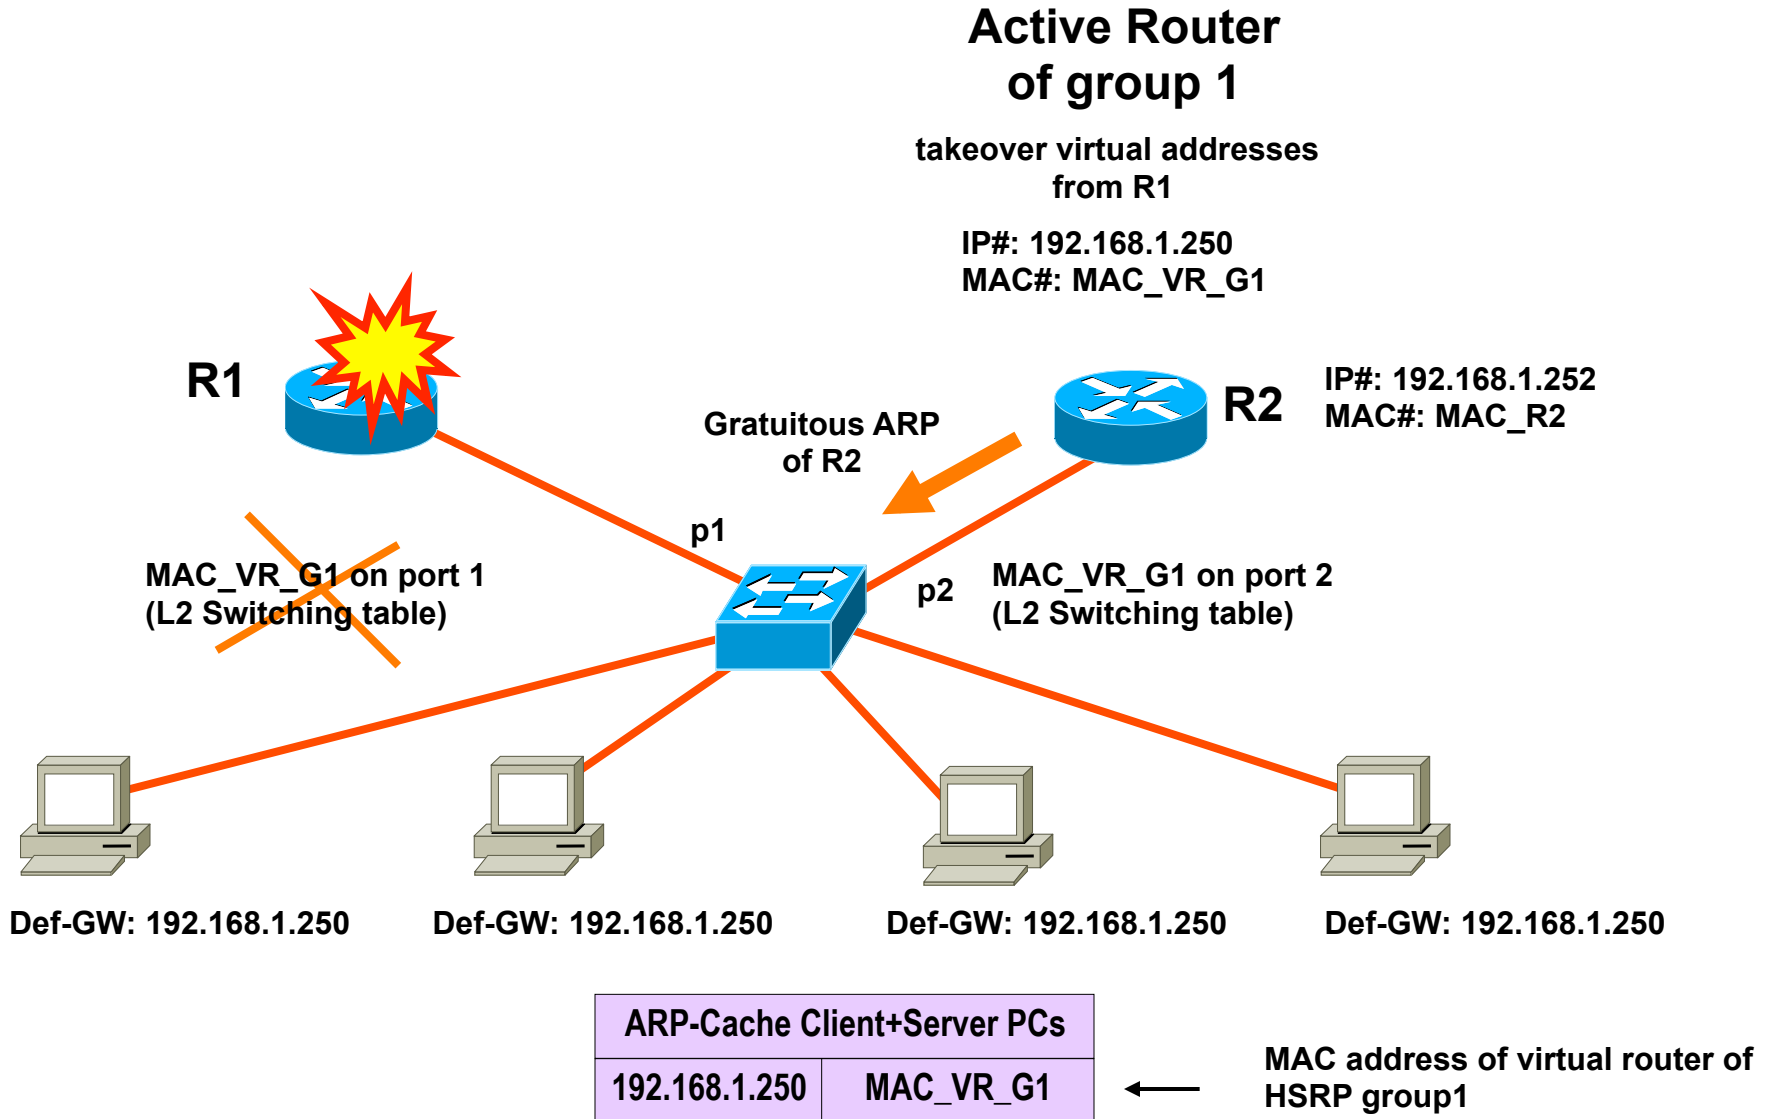 Active Router
of group 1
takeover virtual addresses
from R1
IP#: 192.168.1.250
MAC#: MAC_VR_G1
R1
R2
IP#: 192.168.1.252
MAC#: MAC_R2
Gratuitous ARP
of R2
p1
p2
MAC_VR_G1 on port 1
(L2 Switching table)
MAC_VR_G1 on port 2
(L2 Switching table)
Def-GW: 192.168.1.250
Def-GW: 192.168.1.250
Def-GW: 192.168.1.250
Def-GW: 192.168.1.250
ARP-Cache Client+Server PCs
192.168.1.250 MAC_VR_G1
MAC address of virtual router of
HSRP group1